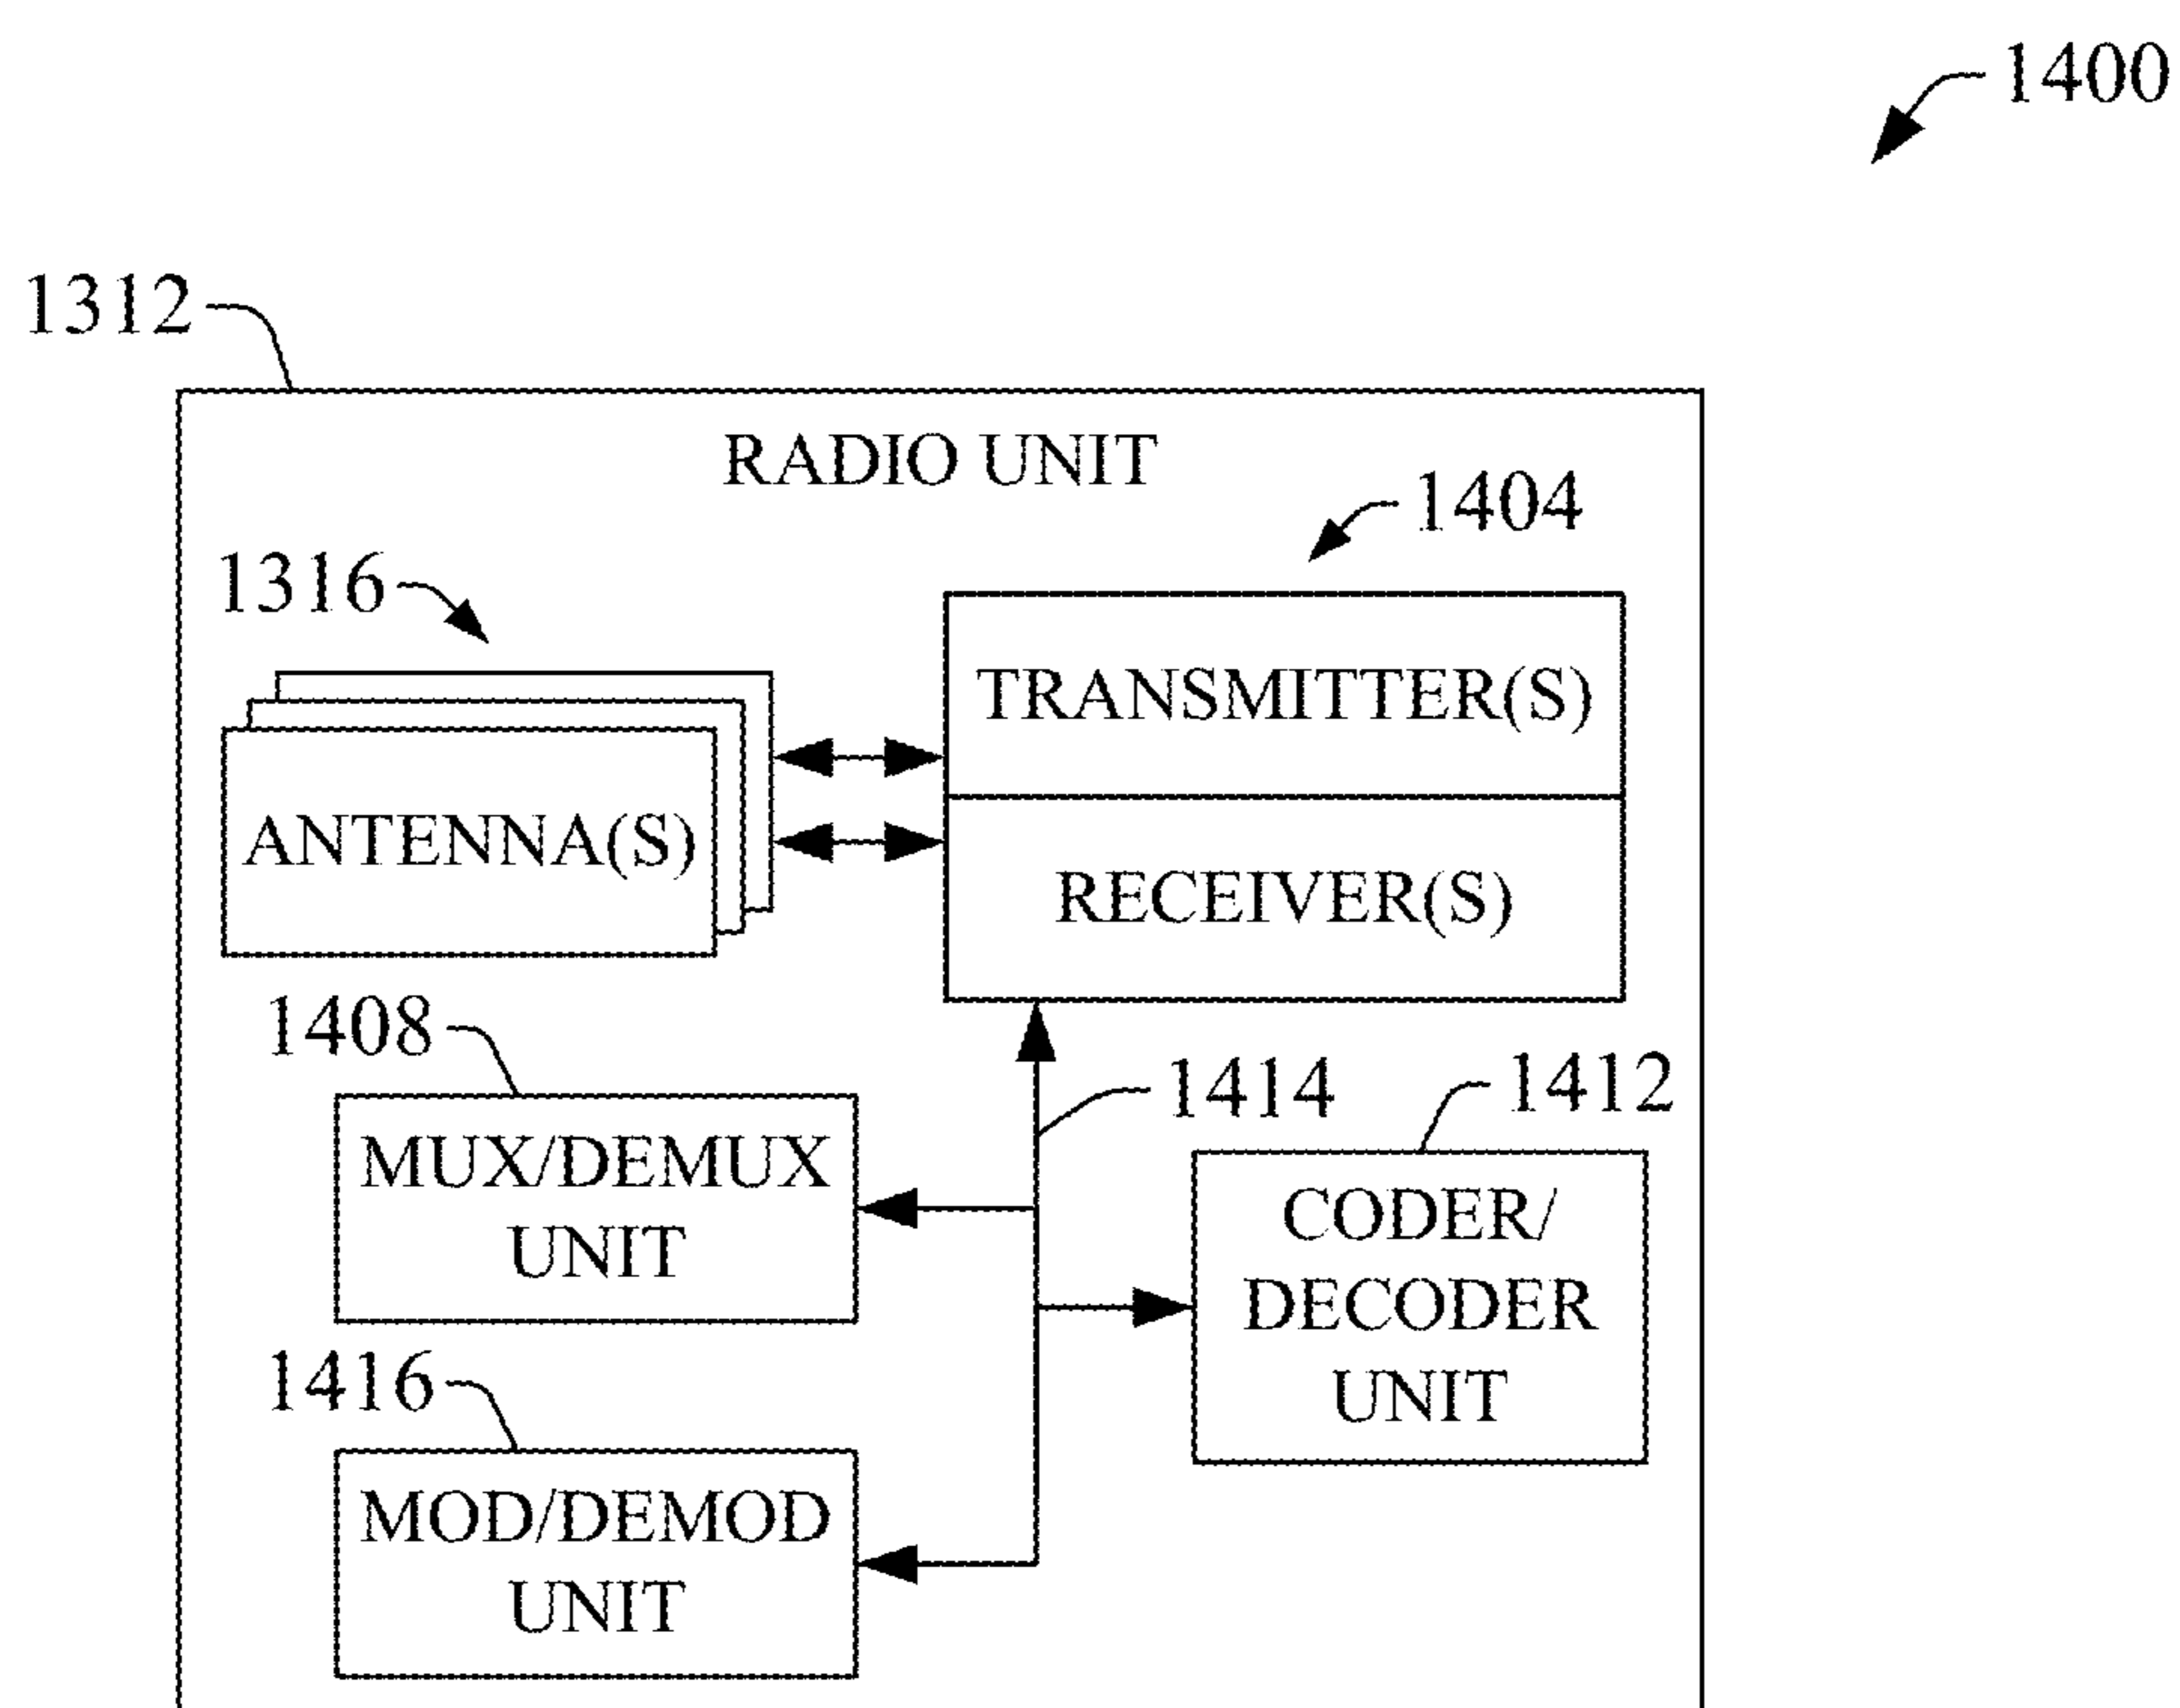 1400
1312
RADIO UNIT
1404
1316
TRANSMITTER(S)
ANTENNA(S)
RECEIVER(S)
1408
1414
1412
MUX/DEMUX
UNIT
CODER/
DECODER
UNIT
1416
MOD/DEMOD
UNIT